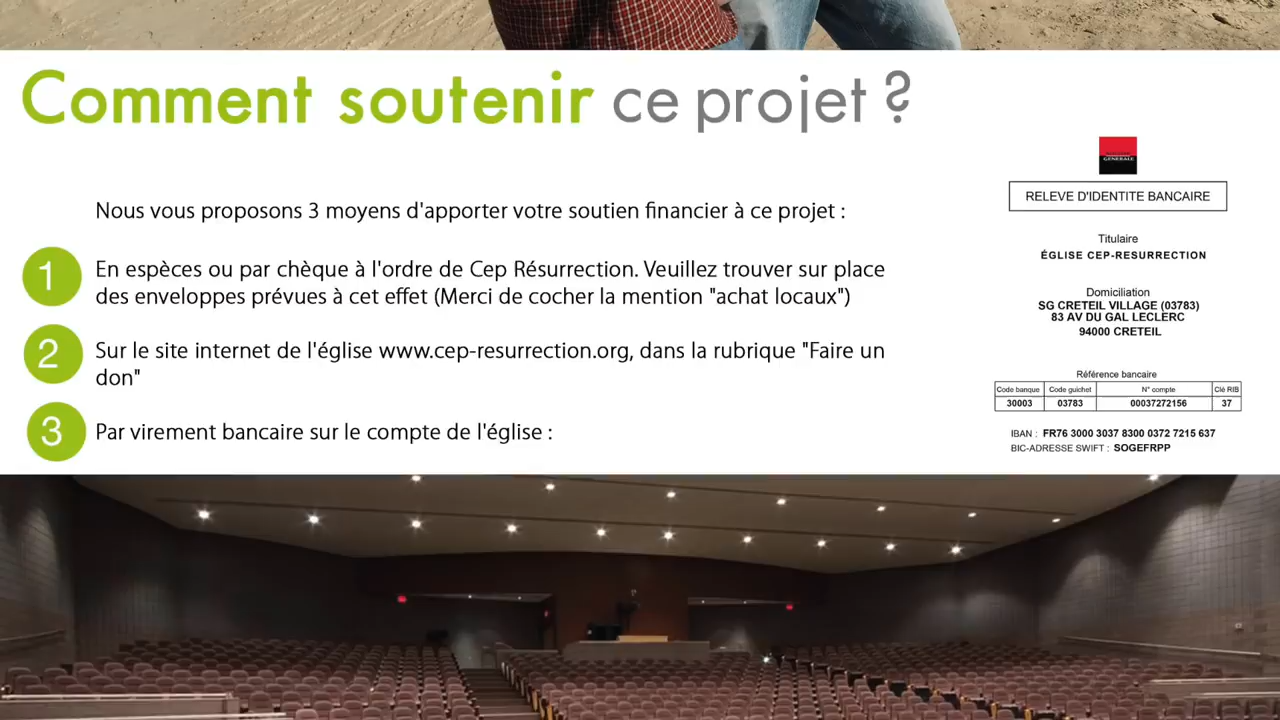 Comment soutenir ce projet ?
Nous vous proposons 3 moyens d'apporter votre soutien financier à ce projet :
1
En espèces ou par chèque à l'ordre de Cep Résurrection. Veuillez trouver sur place
des enveloppes prévues à cet effet (Merci de cocher la mention "achat locaux")
2
Sur le site internet de l'église www.cep-resurrection.org, dans la rubrique "Faire un
don"
3
Par virement bancaire sur le compte de l'église :
GENERALE
RELEVE D'IDENTITE BANCAIRE
Titulaire
ÉGLISE CEP-RESURRECTION
Domiciliation
SG CRETEIL VILLAGE (03783)
83 AV DU GAL LECLERC
94000 CRETEIL
Référence bancaire
Code banque Code guichet N° compte Clé RIB
30003 03783 00037272156 37
IBAN : FR76 3000 3037 8300 0372 7215 637
BIC-ADRESSE SWIFT : SOGEFRPP